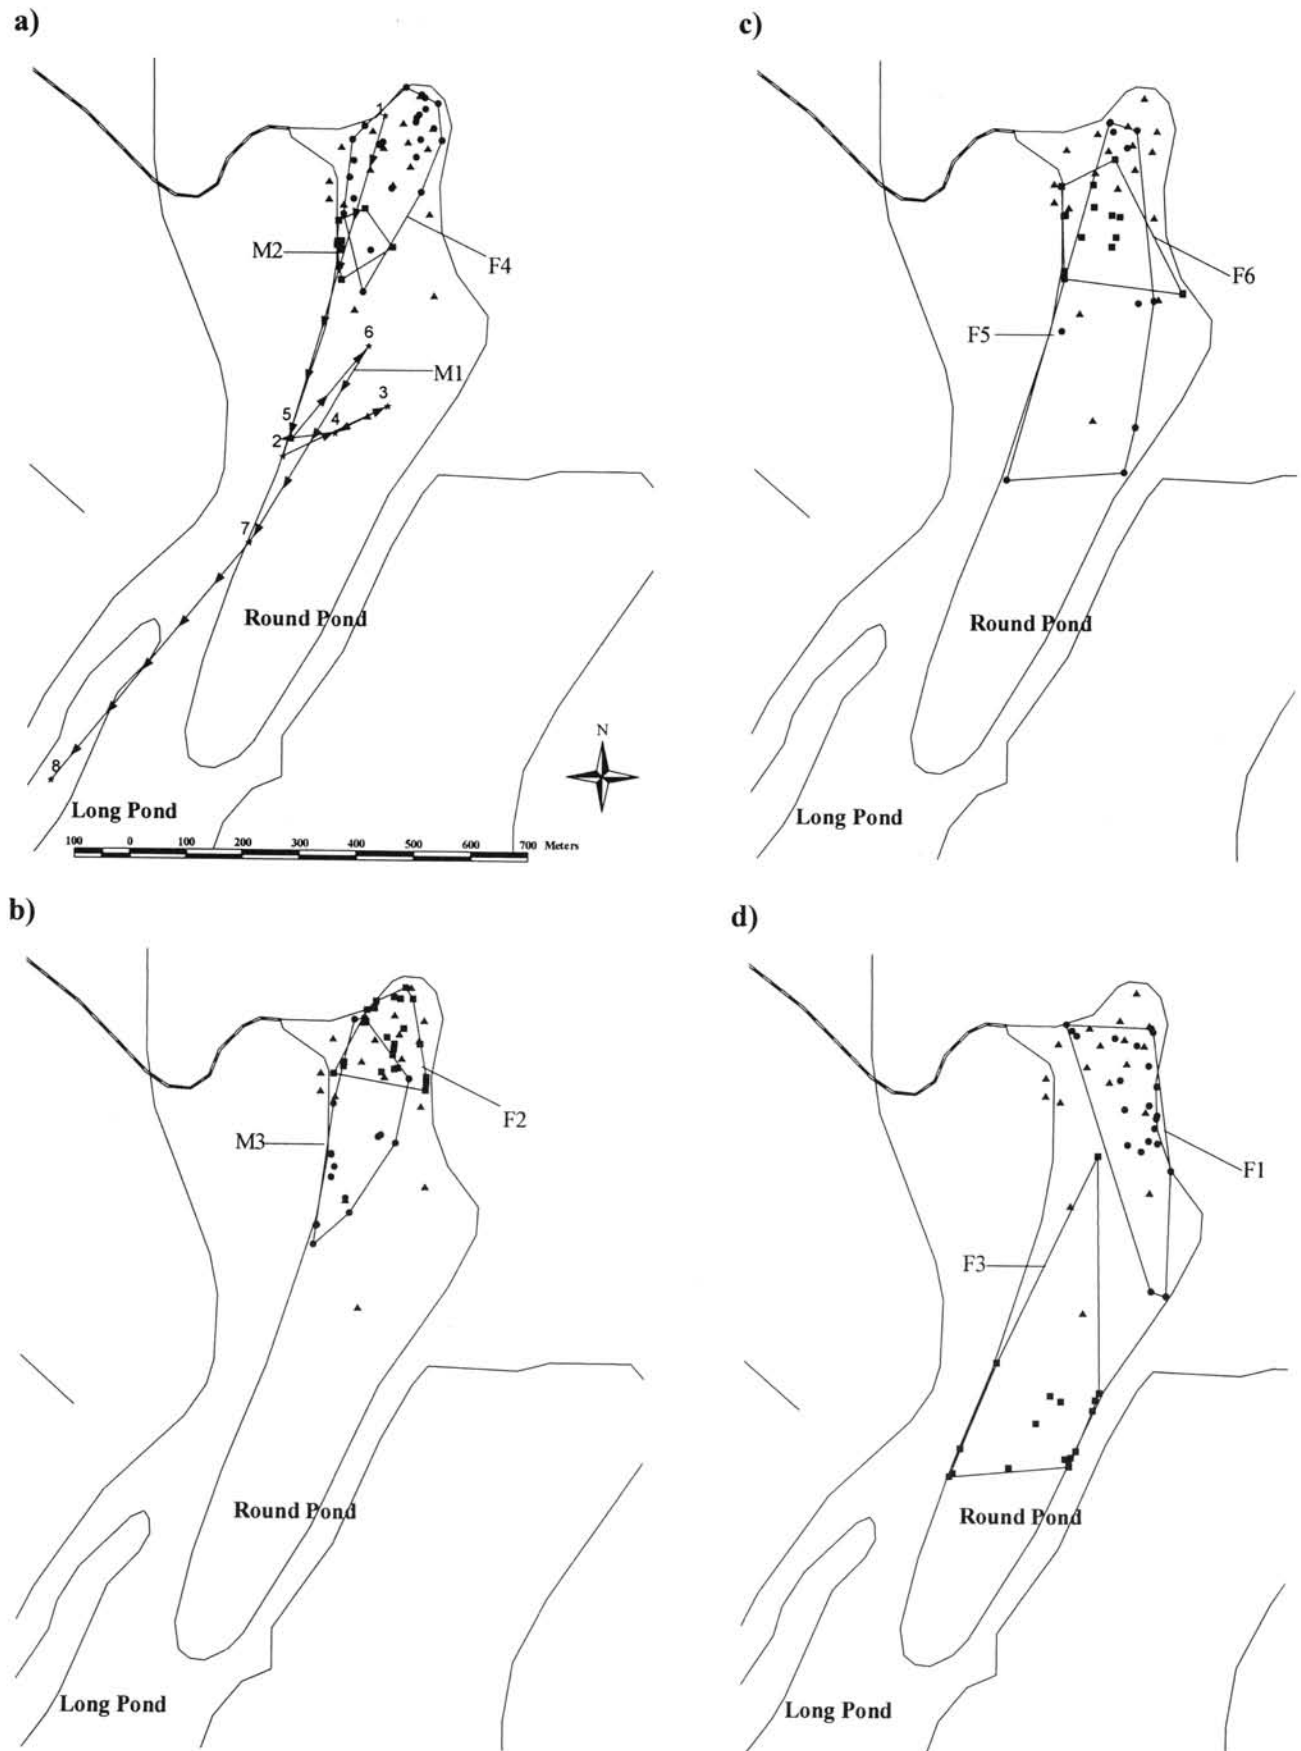 a)
1
M2
F4
6
M1
3
5
4
2
7
Round Pond
8
N
Long Pond
100 0 100 200 300 400 500 600 700 Meters
c)
F6
F5
Round Pond
Long Pond
b)
F2
M3
Round Pond
Long Pond
d)
F1
F3
Round Pond
Long Pond